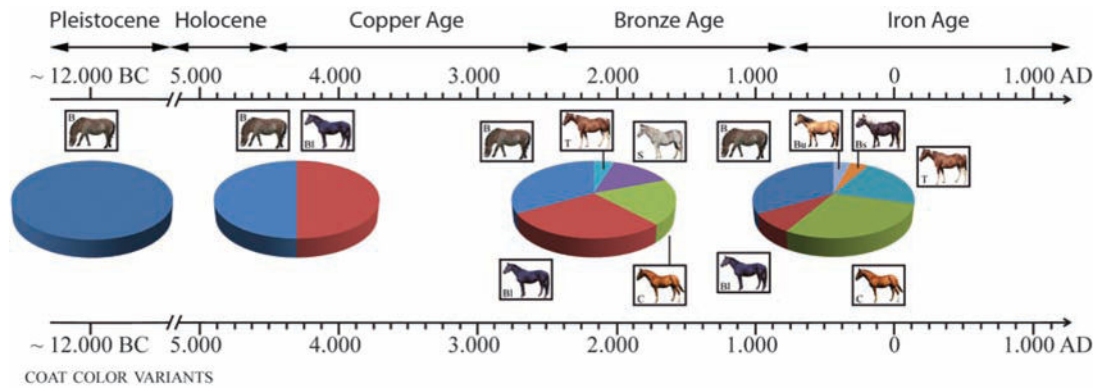 Pleistocene Holocene Copper Age Bronze Age Iron Age
~ 12.000 BC 5.000 4.000 3.000 2.000 1.000 0 1.000 AD
B B Bl B T S B Bu Bs T
Bl C Bl C
~ 12.000 BC 5.000 4.000 3.000 2.000 1.000 0 1.000 AD
COAT COLOR VARIANTS